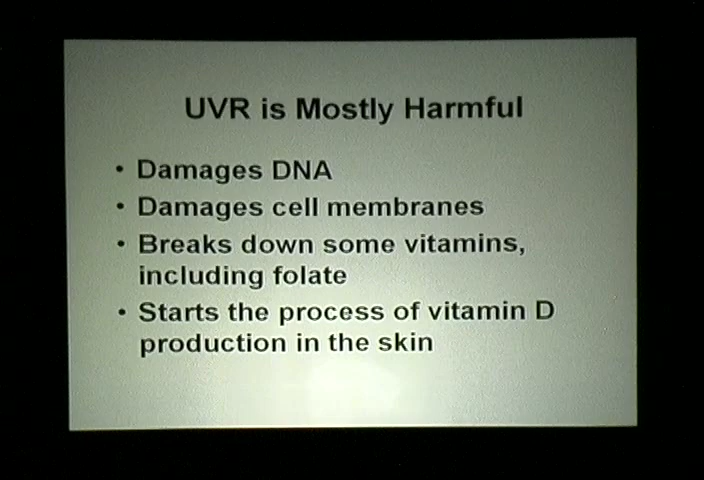 UVR is Mostly Harmful
• Damages DNA
• Damages cell membranes
• Breaks down some vitamins,
including folate
• Starts the process of vitamin D
production in the skin